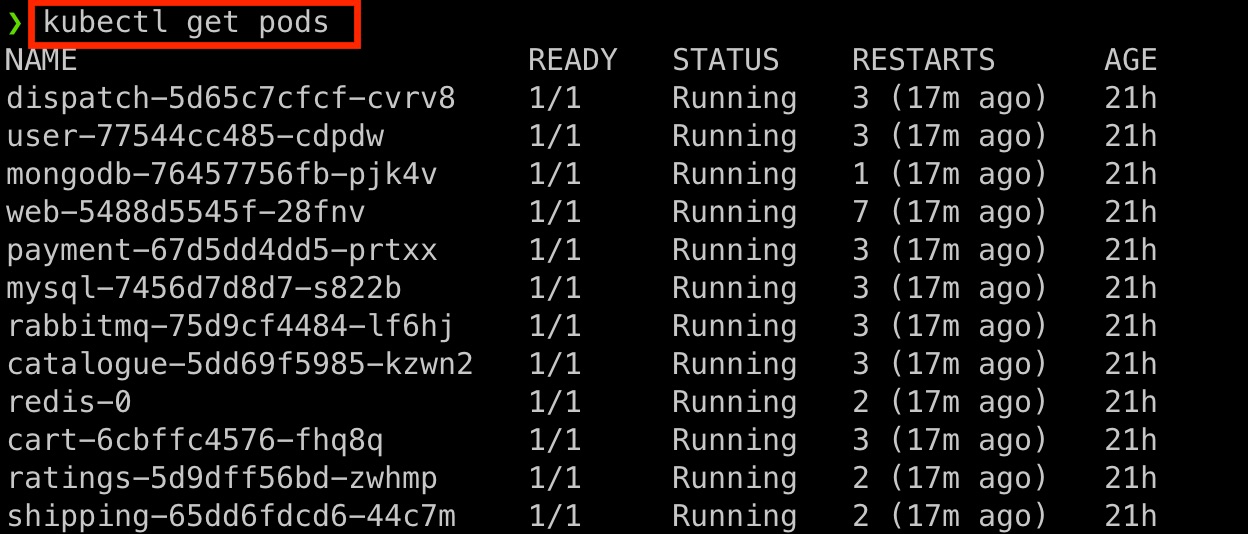 ❯ kubectl get pods
NAME READY STATUS RESTARTS AGE
dispatch-5d65c7cfcf-cvrv8 1/1 Running 3 (17m ago) 21h
user-77544cc485-cdpdw 1/1 Running 3 (17m ago) 21h
mongodb-76457756fb-pjk4v 1/1 Running 1 (17m ago) 21h
web-5488d5545f-28fnv 1/1 Running 7 (17m ago) 21h
payment-67d5dd4dd5-prtxx 1/1 Running 3 (17m ago) 21h
mysql-7456d7d8d7-s822b 1/1 Running 3 (17m ago) 21h
rabbitmq-75d9cf4484-lf6hj 1/1 Running 3 (17m ago) 21h
catalogue-5dd69f5985-kzwn2 1/1 Running 3 (17m ago) 21h
redis-0 1/1 Running 2 (17m ago) 21h
cart-6cbffc4576-fhq8q 1/1 Running 3 (17m ago) 21h
ratings-5d9dff56bd-zwhmp 1/1 Running 2 (17m ago) 21h
shipping-65dd6fdcd6-44c7m 1/1 Running 2 (17m ago) 21h